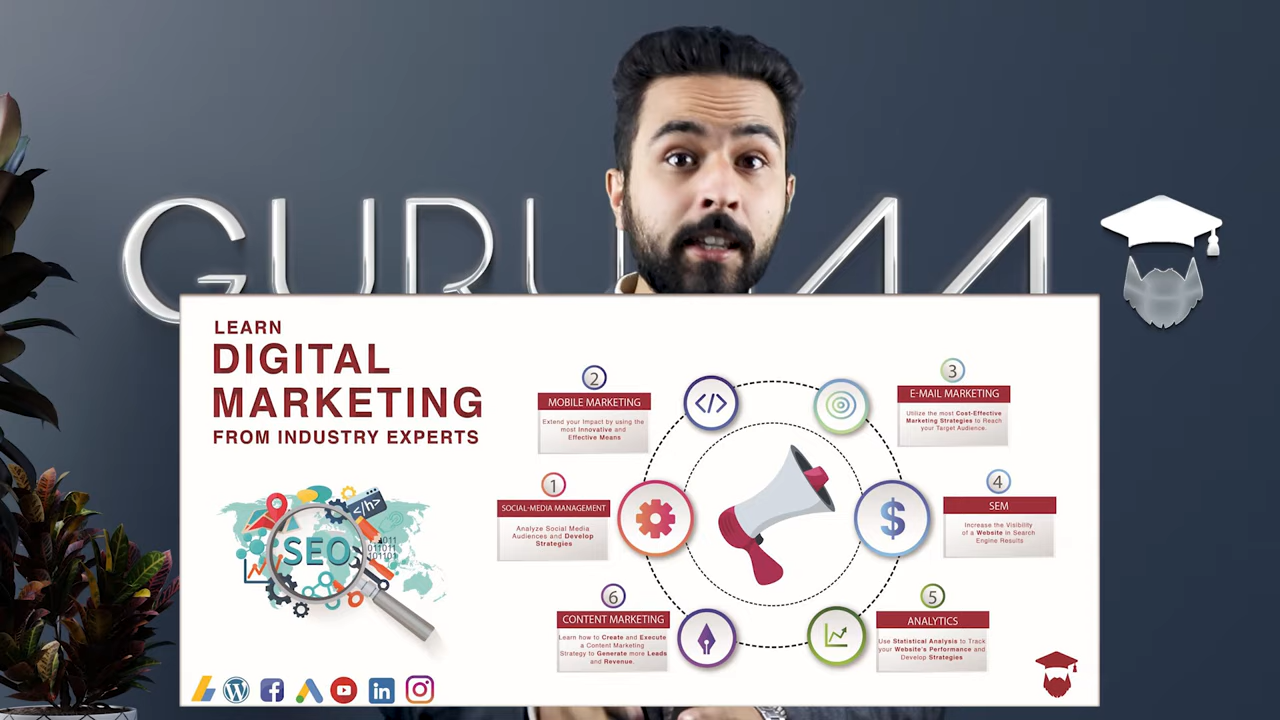 GURU
LEARN
DIGITAL
MARKETING
FROM INDUSTRY EXPERTS
SEO
</h>
1011
011011
101101
2
MOBILE MARKETING
Extend your Impact by using the
most Innovative and
Effective Means
</>
3
E-MAIL MARKETING
Utilize the most Cost-Effective
Marketing Strategies to Reach
your Target Audience.
1
SOCIAL-MEDIA MANAGEMENT
Analyze Social Media
Audiences and Develop
Strategies
$
4
SEM
Increase the Visibility
of a Website in Search
Engine Results
6
CONTENT MARKETING
Learn how to Create and Execute
a Content Marketing
Strategy to Generate more Leads
and Revenue.
5
ANALYTICS
Use Statistical Analysis to Track
your Website's Performance and
Develop Strategies